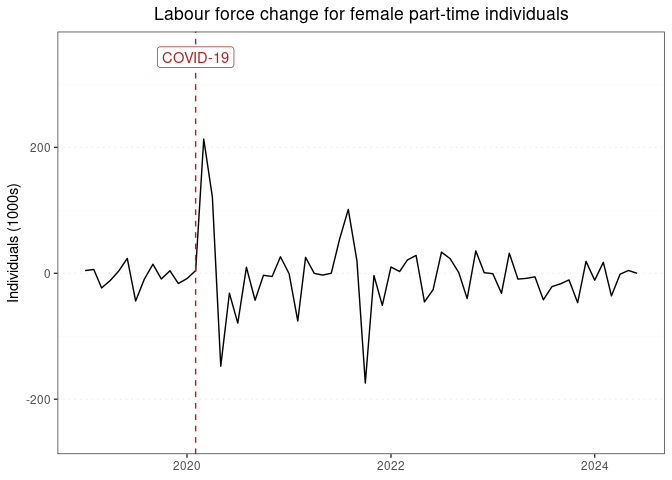 Labour force change for female part-time individuals
COVID-19
Individuals (1000s)
200
0
-200
2020
2022
2024